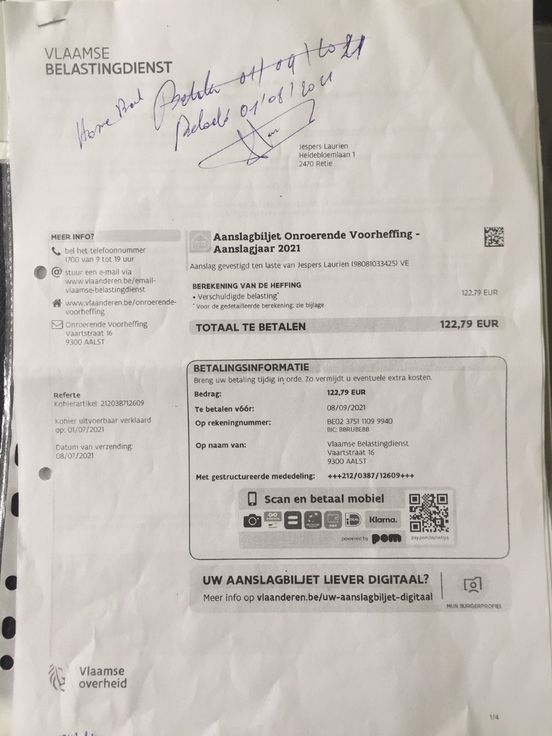 VLAAMSE
BELASTINGDIENST
01/09/2021
01/08/2021
Jespers Laurien
Heidebloemlaan 1
2470 Retie
MEER INFO?
bel het telefoonnummer
1700 van 9 tot 19 uur
stuur een e-mail via
www.vlaanderen.be/email-
vlaamse-belastingdienst
www.vlaanderen.be/onroerende-
voorheffing
Onroerende Voorheffing
Vaartstraat 16
9300 AALST
Aanslagbiljet Onroerende Voorheffing -
Aanslagjaar 2021
Aanslag gevestigd ten laste van Jespers Laurien (98081033425) VE
BEREKENING VAN DE HEFFING
• Verschuldigde belasting* 122,79 EUR
* Voor de gedetailleerde berekening: zie bijlage
TOTAAL TE BETALEN 122,79 EUR
Referte
Kohierartikel: 212038712609
Kohier uitvoerbaar verklaard
op: 01/07/2021
Datum van verzending:
08/07/2021
BETALINGSINFORMATIE
Breng uw betaling tijdig in orde. Zo vermijdt u eventuele extra kosten.
Bedrag: 122,79 EUR
Te betalen vóór: 08/09/2021
Op rekeningnummer: BE02 3751 1109 9940
BIC: BBRUBEBB
Op naam van: Vlaamse Belastingdienst
Vaartstraat 16
9300 AALST
Met gestructureerde mededeling: +++212/0387/12609+++
Scan en betaal mobiel
Klarna.
powered by pom
UW AANSLAGBILJET LIEVER DIGITAAL?
Meer info op vlaanderen.be/uw-aanslagbiljet-digitaal
MIJN BURGERPROFIEL
Vlaamse
overheid
1/4